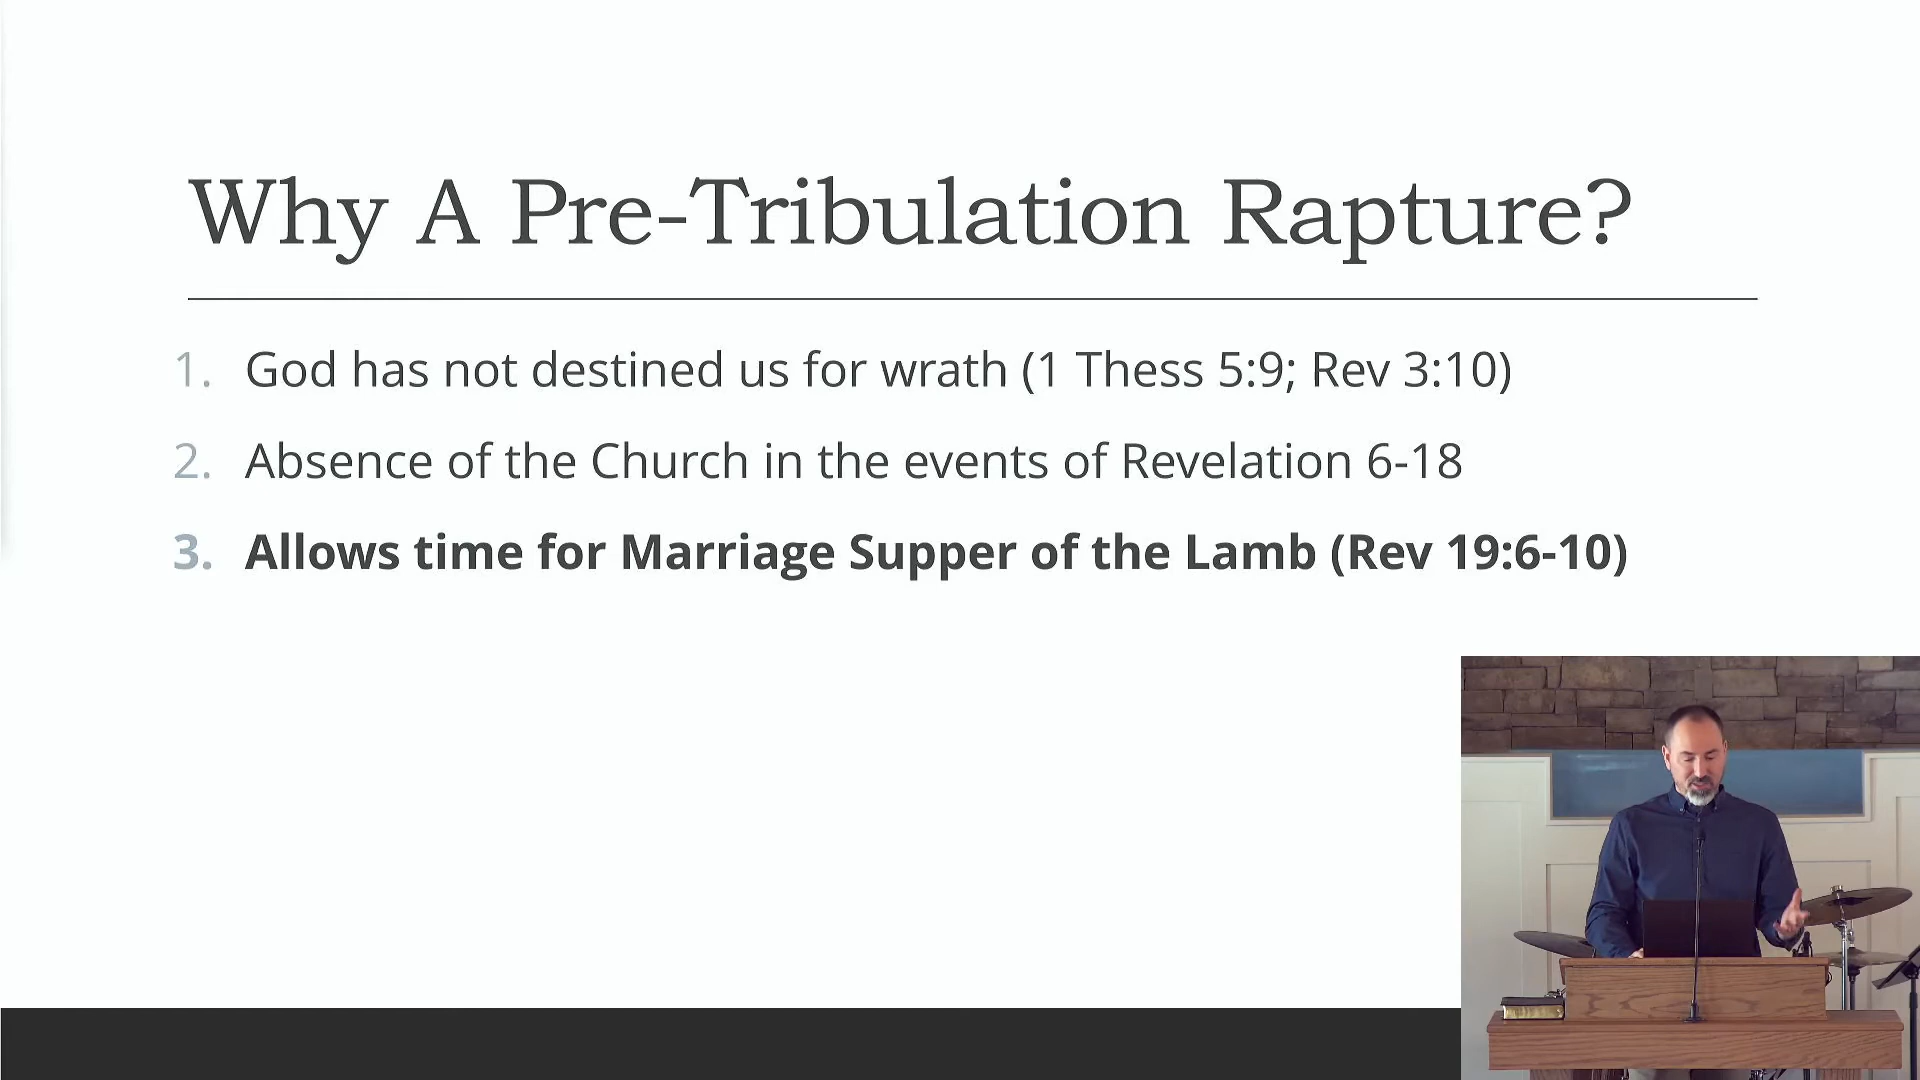 Why A Pre-Tribulation Rapture?
1. God has not destined us for wrath (1 Thess 5:9; Rev 3:10)
2. Absence of the Church in the events of Revelation 6-18
3. Allows time for Marriage Supper of the Lamb (Rev 19:6-10)